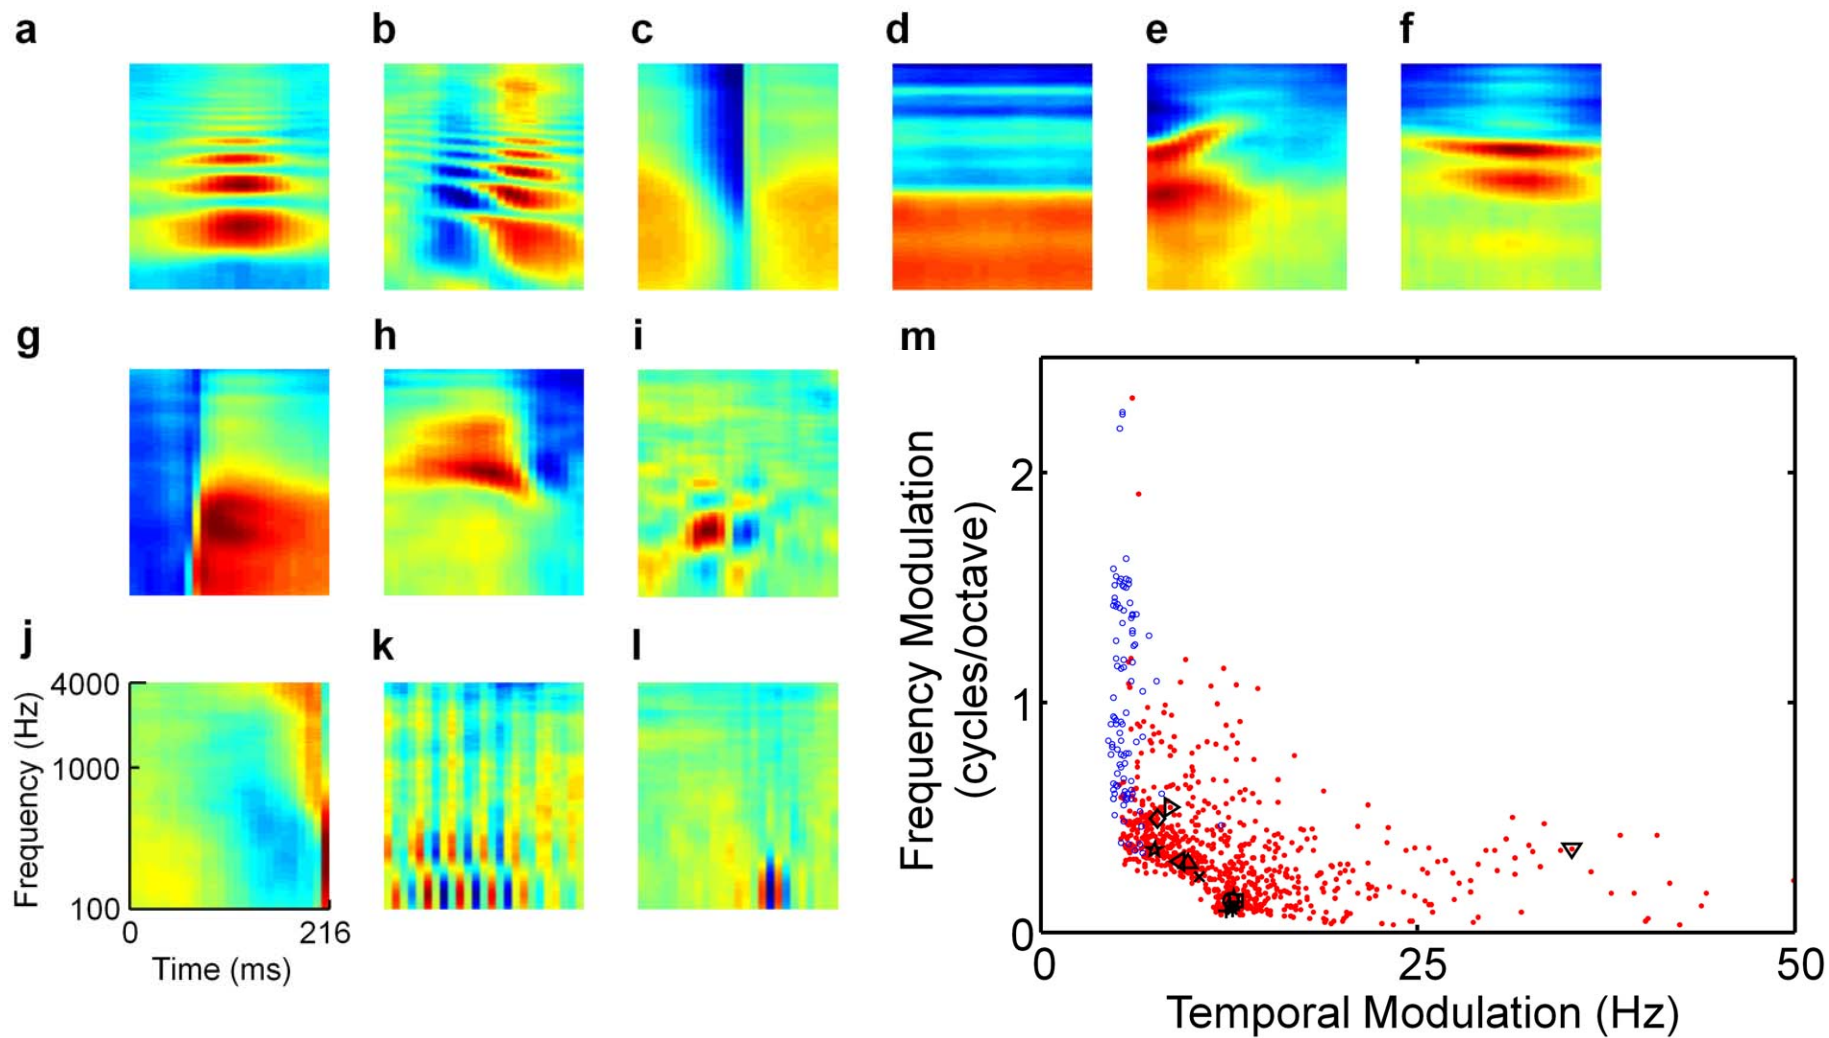 a b c d e f
g h i m
j k l
4000
1000
100
0 216
Frequency (Hz)
Time (ms)
2
1
0
0 25 50
Frequency Modulation
(cycles/octave)
Temporal Modulation (Hz)